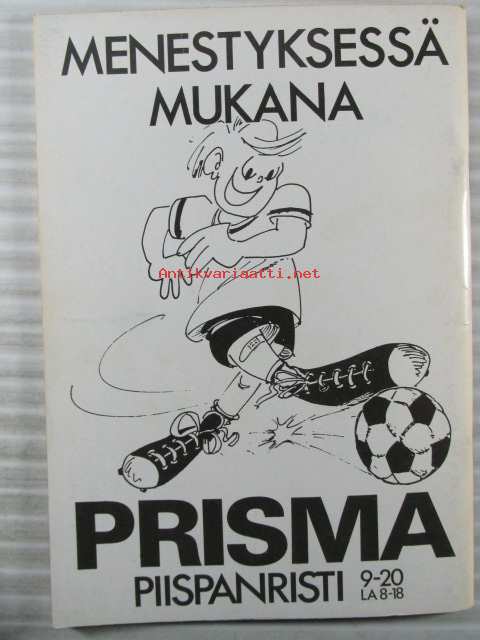 MENESTYKSESSÄ
MUKANA
Antikvariaatti.net
PRISMA
PIISPANRISTI 9-20
LA 8-18